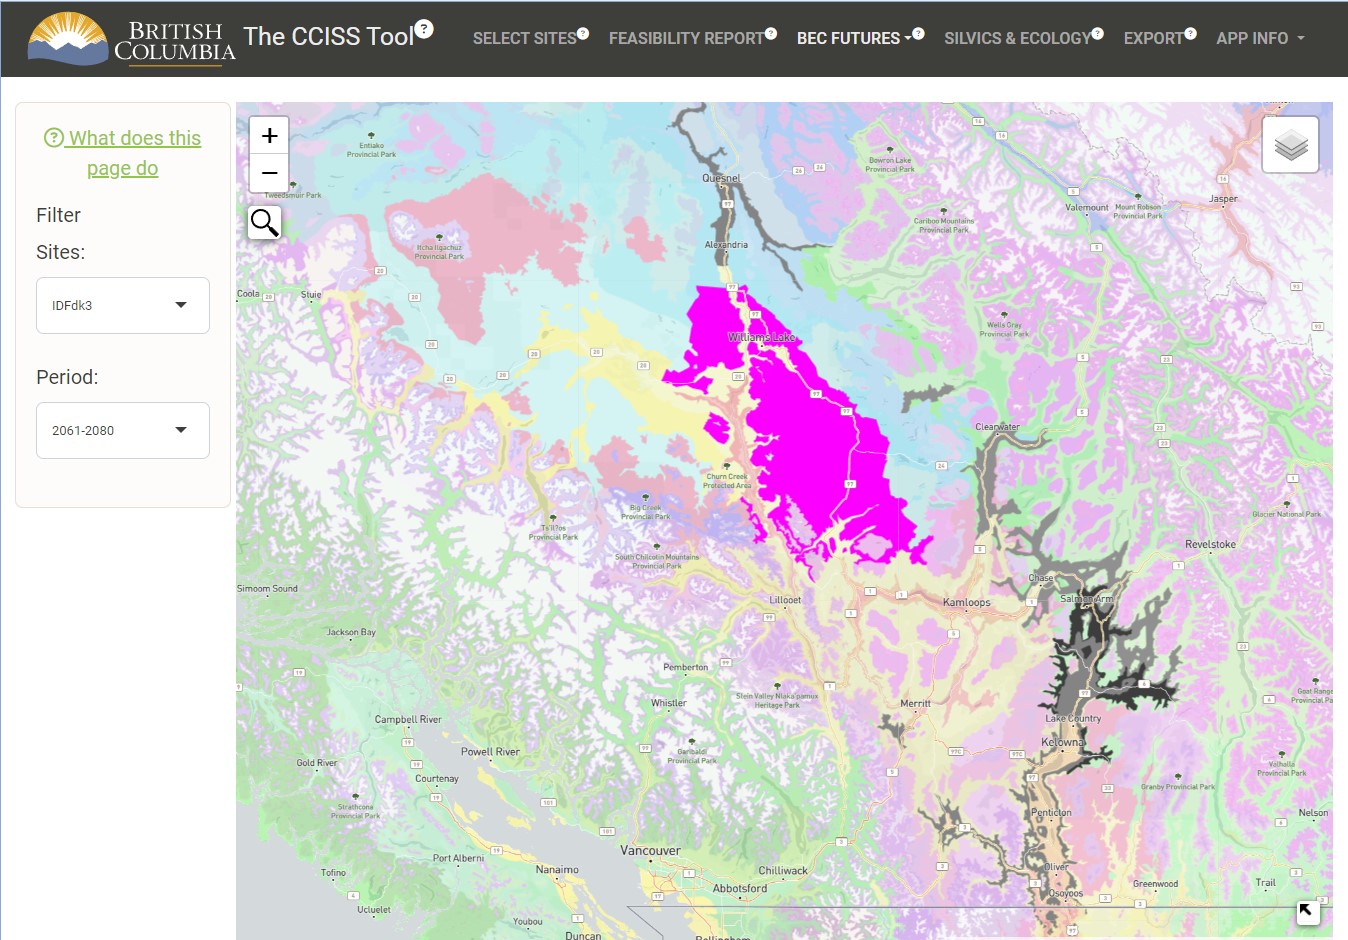 BRITISH
COLUMBIA
The CCISS Tool ?
SELECT SITES ?
FEASIBILITY REPORT ?
BEC FUTURES ?
SILVICS & ECOLOGY ?
EXPORT ?
APP INFO
? What does this
page do
Filter
Sites:
IDFdk3
Period:
2061-2080
+
−
Entiako
Provincial Park
Tweedsmuir Park
Quesnel
Bowron Lake
Provincial Park
Jasper
Valemount
Mount Robson
Provincial Park
Cariboo Mountains
Provincial Park
Itcha Ilgachuz
Provincial Park
Alexandria
Coola
Stuie
Wells Gray
Provincial Park
Williams Lake
Clearwater
Churn Creek
Protected Area
Big Creek
Provincial Park
Ts'il?os
Provincial Park
Glacier National Park
South Chilcotin Mountains
Provincial Park
Revelstoke
Simoom Sound
Chase
Lillooet
Kamloops
Salmon Arm
Jackson Bay
Pemberton
Stein Valley Nlaka'pamux
Heritage Park
Goat Range
Provincial Pa
Whistler
Merritt
Campbell River
Lake Country
Powell River
Kelowna
Garibaldi
Provincial Park
Gold River
Courtenay
Valhalla
Provincial Park
Granby Provincial Park
Strathcona
Provincial Park
Penticton
Nelson
Vancouver
Port Alberni
Nanaimo
Chilliwack
Oliver
Tofino
Abbotsford
Greenwood
Trail
Osoyoos
Ucluelet
Youbou
Duncan
Bellingham